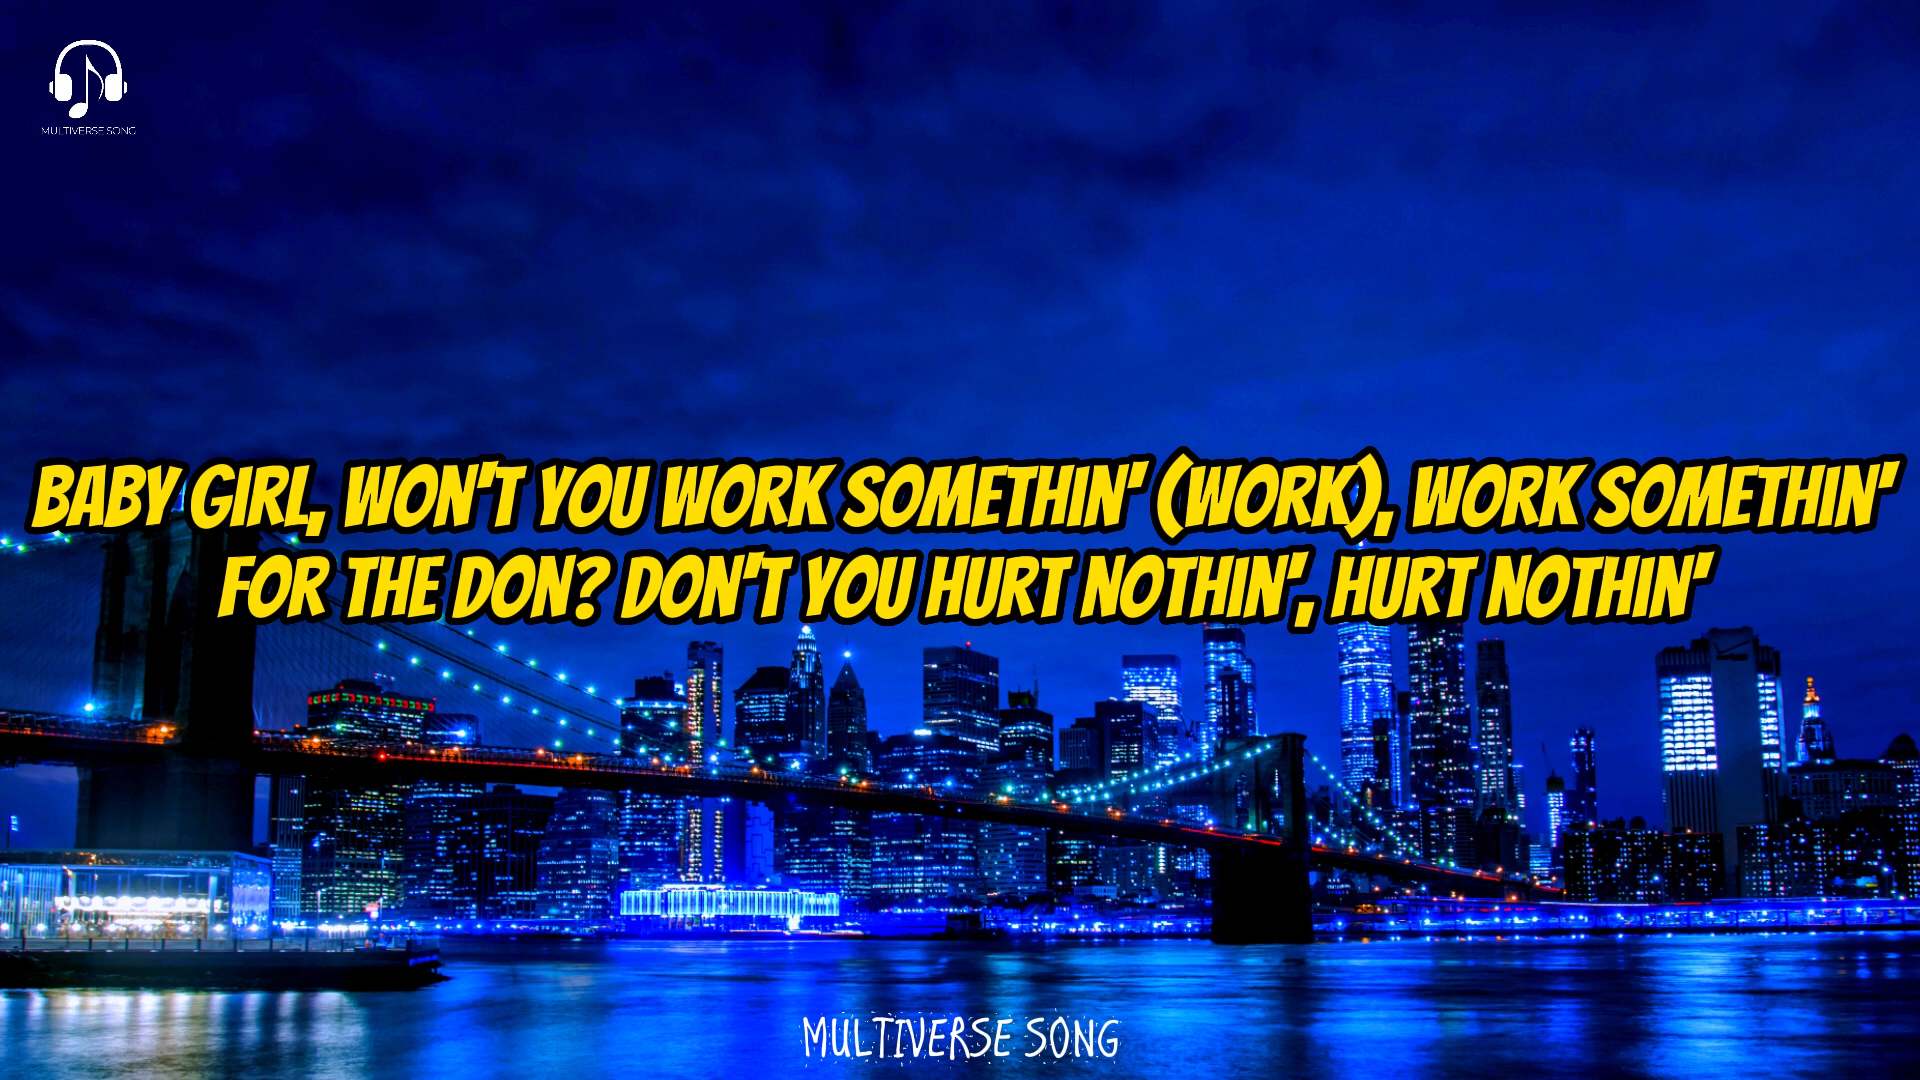 MULTIVERSE SONG
BABY GIRL, WON'T YOU WORK SOMETHIN' (WORK), WORK SOMETHIN'
FOR THE DON? DON'T YOU HURT NOTHIN', HURT NOTHIN'
MULTIVERSE SONG